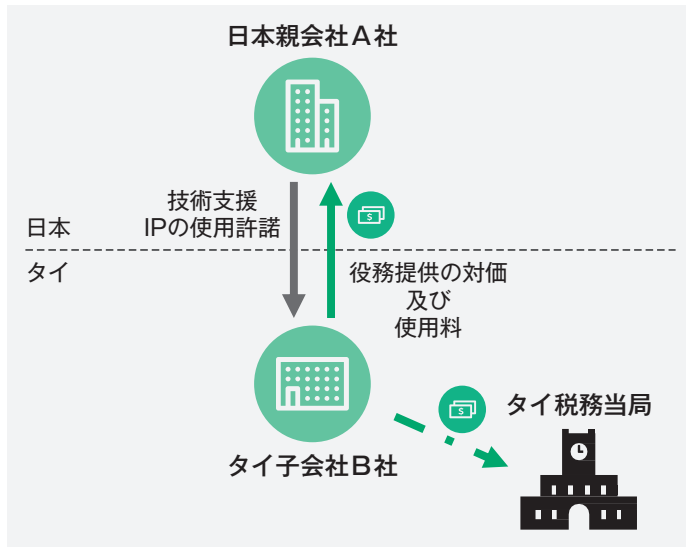 日本親会社A社
技術支援
IPの使用許諾
日本
タイ
役務提供の対価
及び
使用料
タイ税務当局
タイ子会社B社